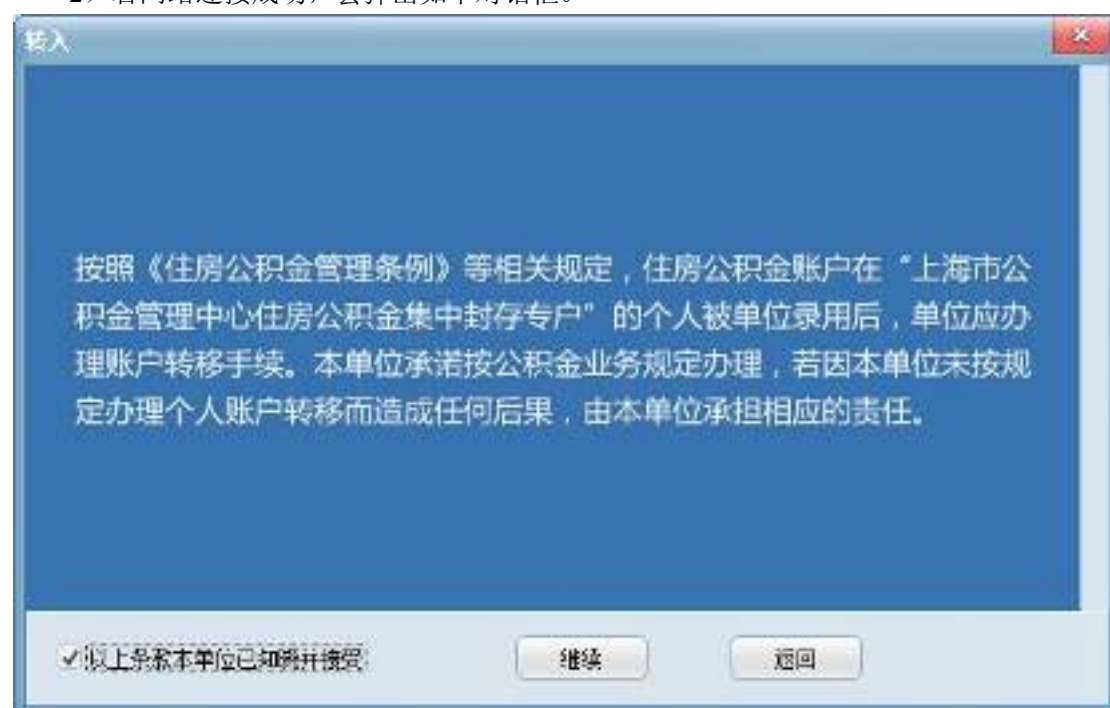 2、若网络连接成功，会弹出如下对话框。
转入
按照《住房公积金管理条例》等相关规定，住房公积金账户在“上海市公
积金管理中心住房公积金集中封存专户”的个人被单位录用后，单位应办
理账户转移手续。本单位承诺按公积金业务规定办理，若因本单位未按规
定办理个人账户转移而造成任何后果，由本单位承担相应的责任。
以上条款本单位已知晓并接受
继续
返回